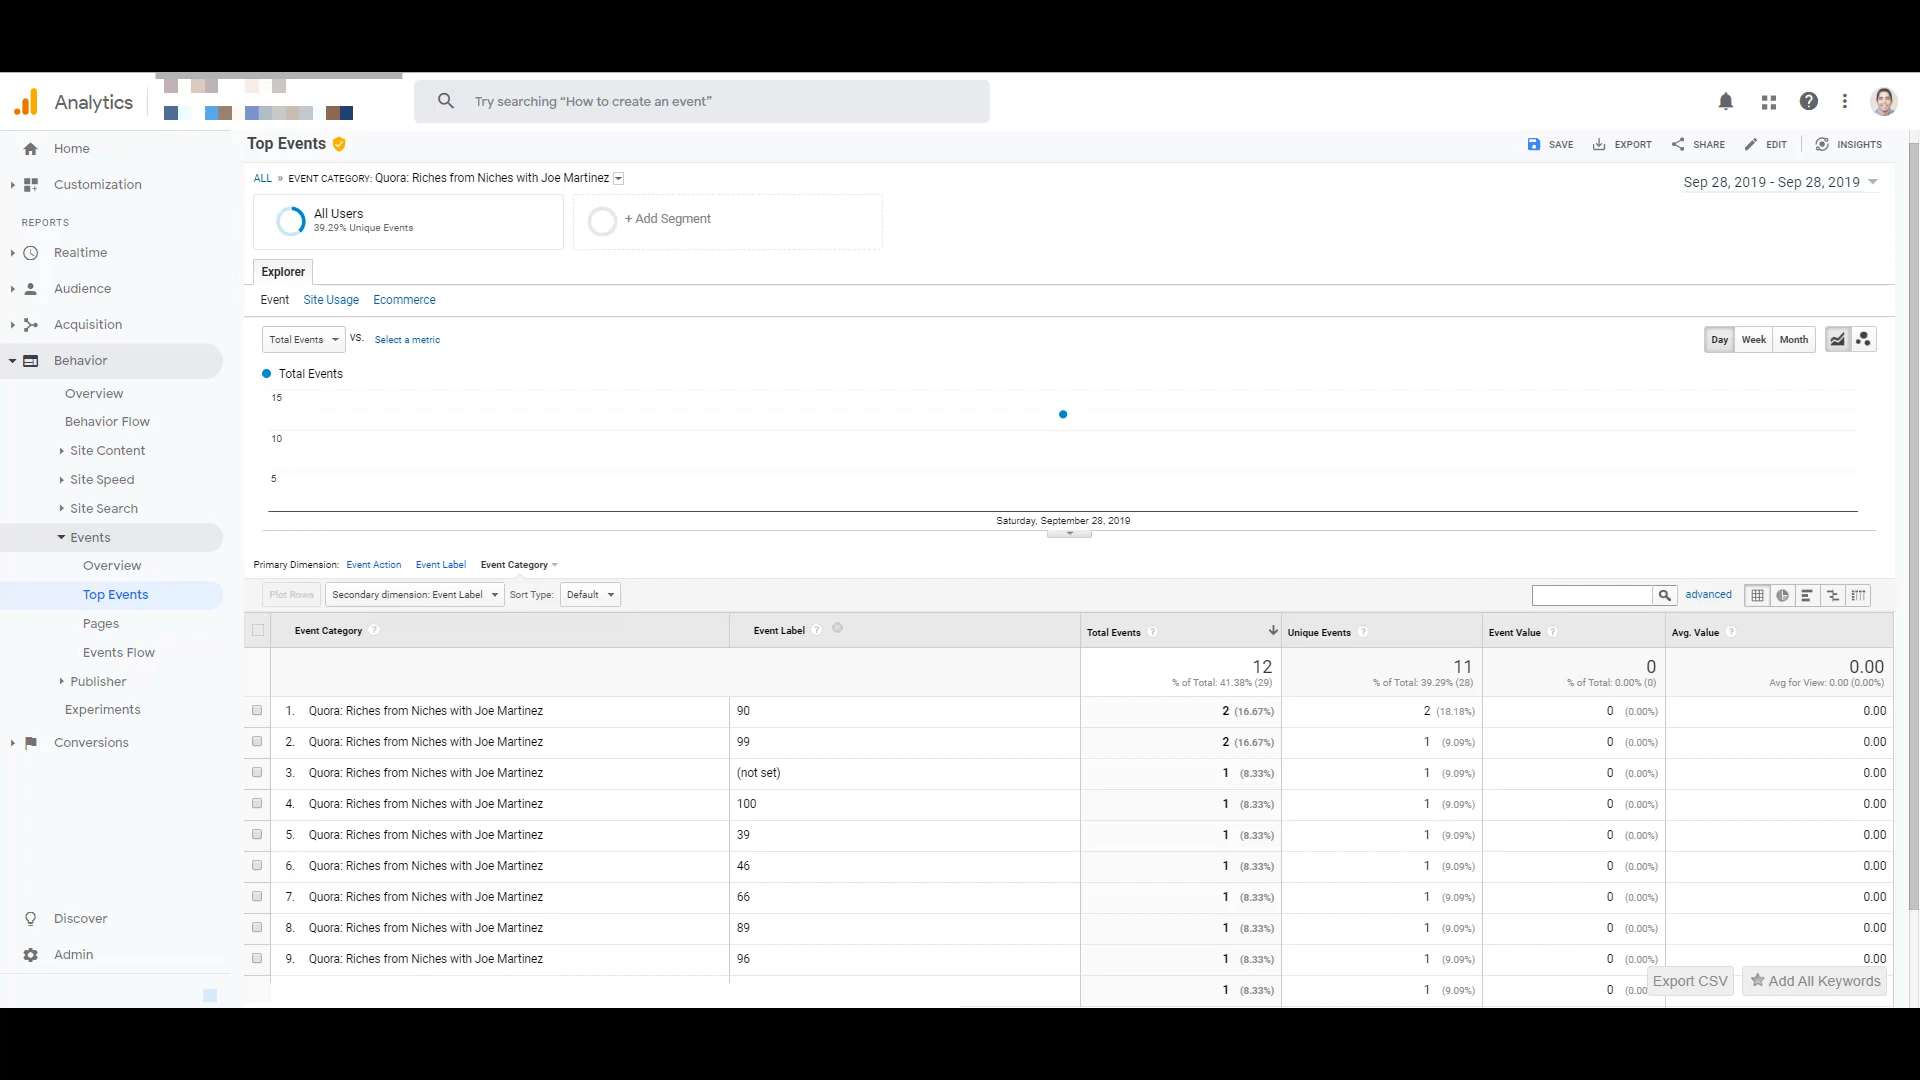 Analytics
Try searching “How to create an event”
Home
Customization
REPORTS
Realtime
Audience
Acquisition
Behavior
Overview
Behavior Flow
Site Content
Site Speed
Site Search
Events
Overview
Top Events
Pages
Events Flow
Publisher
Experiments
Conversions
Discover
Admin
Top Events
SAVE EXPORT SHARE EDIT INSIGHTS
ALL » EVENT CATEGORY: Quora: Riches from Niches with Joe Martinez
Sep 28, 2019 - Sep 28, 2019
All Users
39.29% Unique Events
+ Add Segment
Explorer
Event Site Usage Ecommerce
Total Events VS. Select a metric
Day Week Month
Total Events
15
10
5
Saturday, September 28, 2019
Primary Dimension: Event Action Event Label Event Category
Plot Rows Secondary dimension: Event Label Sort Type: Default advanced
Event Category ? Event Label ? Total Events ? Unique Events ? Event Value ? Avg. Value ?
12 11 0 0.00
% of Total: 41.38% (29) % of Total: 39.29% (28) % of Total: 0.00% (0) Avg for View: 0.00 (0.00%)
1. Quora: Riches from Niches with Joe Martinez 90 2 (16.67%) 2 (18.18%) 0 (0.00%) 0.00
2. Quora: Riches from Niches with Joe Martinez 99 2 (16.67%) 1 (9.09%) 0 (0.00%) 0.00
3. Quora: Riches from Niches with Joe Martinez (not set) 1 (8.33%) 1 (9.09%) 0 (0.00%) 0.00
4. Quora: Riches from Niches with Joe Martinez 100 1 (8.33%) 1 (9.09%) 0 (0.00%) 0.00
5. Quora: Riches from Niches with Joe Martinez 39 1 (8.33%) 1 (9.09%) 0 (0.00%) 0.00
6. Quora: Riches from Niches with Joe Martinez 46 1 (8.33%) 1 (9.09%) 0 (0.00%) 0.00
7. Quora: Riches from Niches with Joe Martinez 66 1 (8.33%) 1 (9.09%) 0 (0.00%) 0.00
8. Quora: Riches from Niches with Joe Martinez 89 1 (8.33%) 1 (9.09%) 0 (0.00%) 0.00
9. Quora: Riches from Niches with Joe Martinez 96 1 (8.33%) 1 (9.09%) 0 (0.00%) 0.00
1 (8.33%) 1 (9.09%) 0 (0.00
Export CSV Add All Keywords